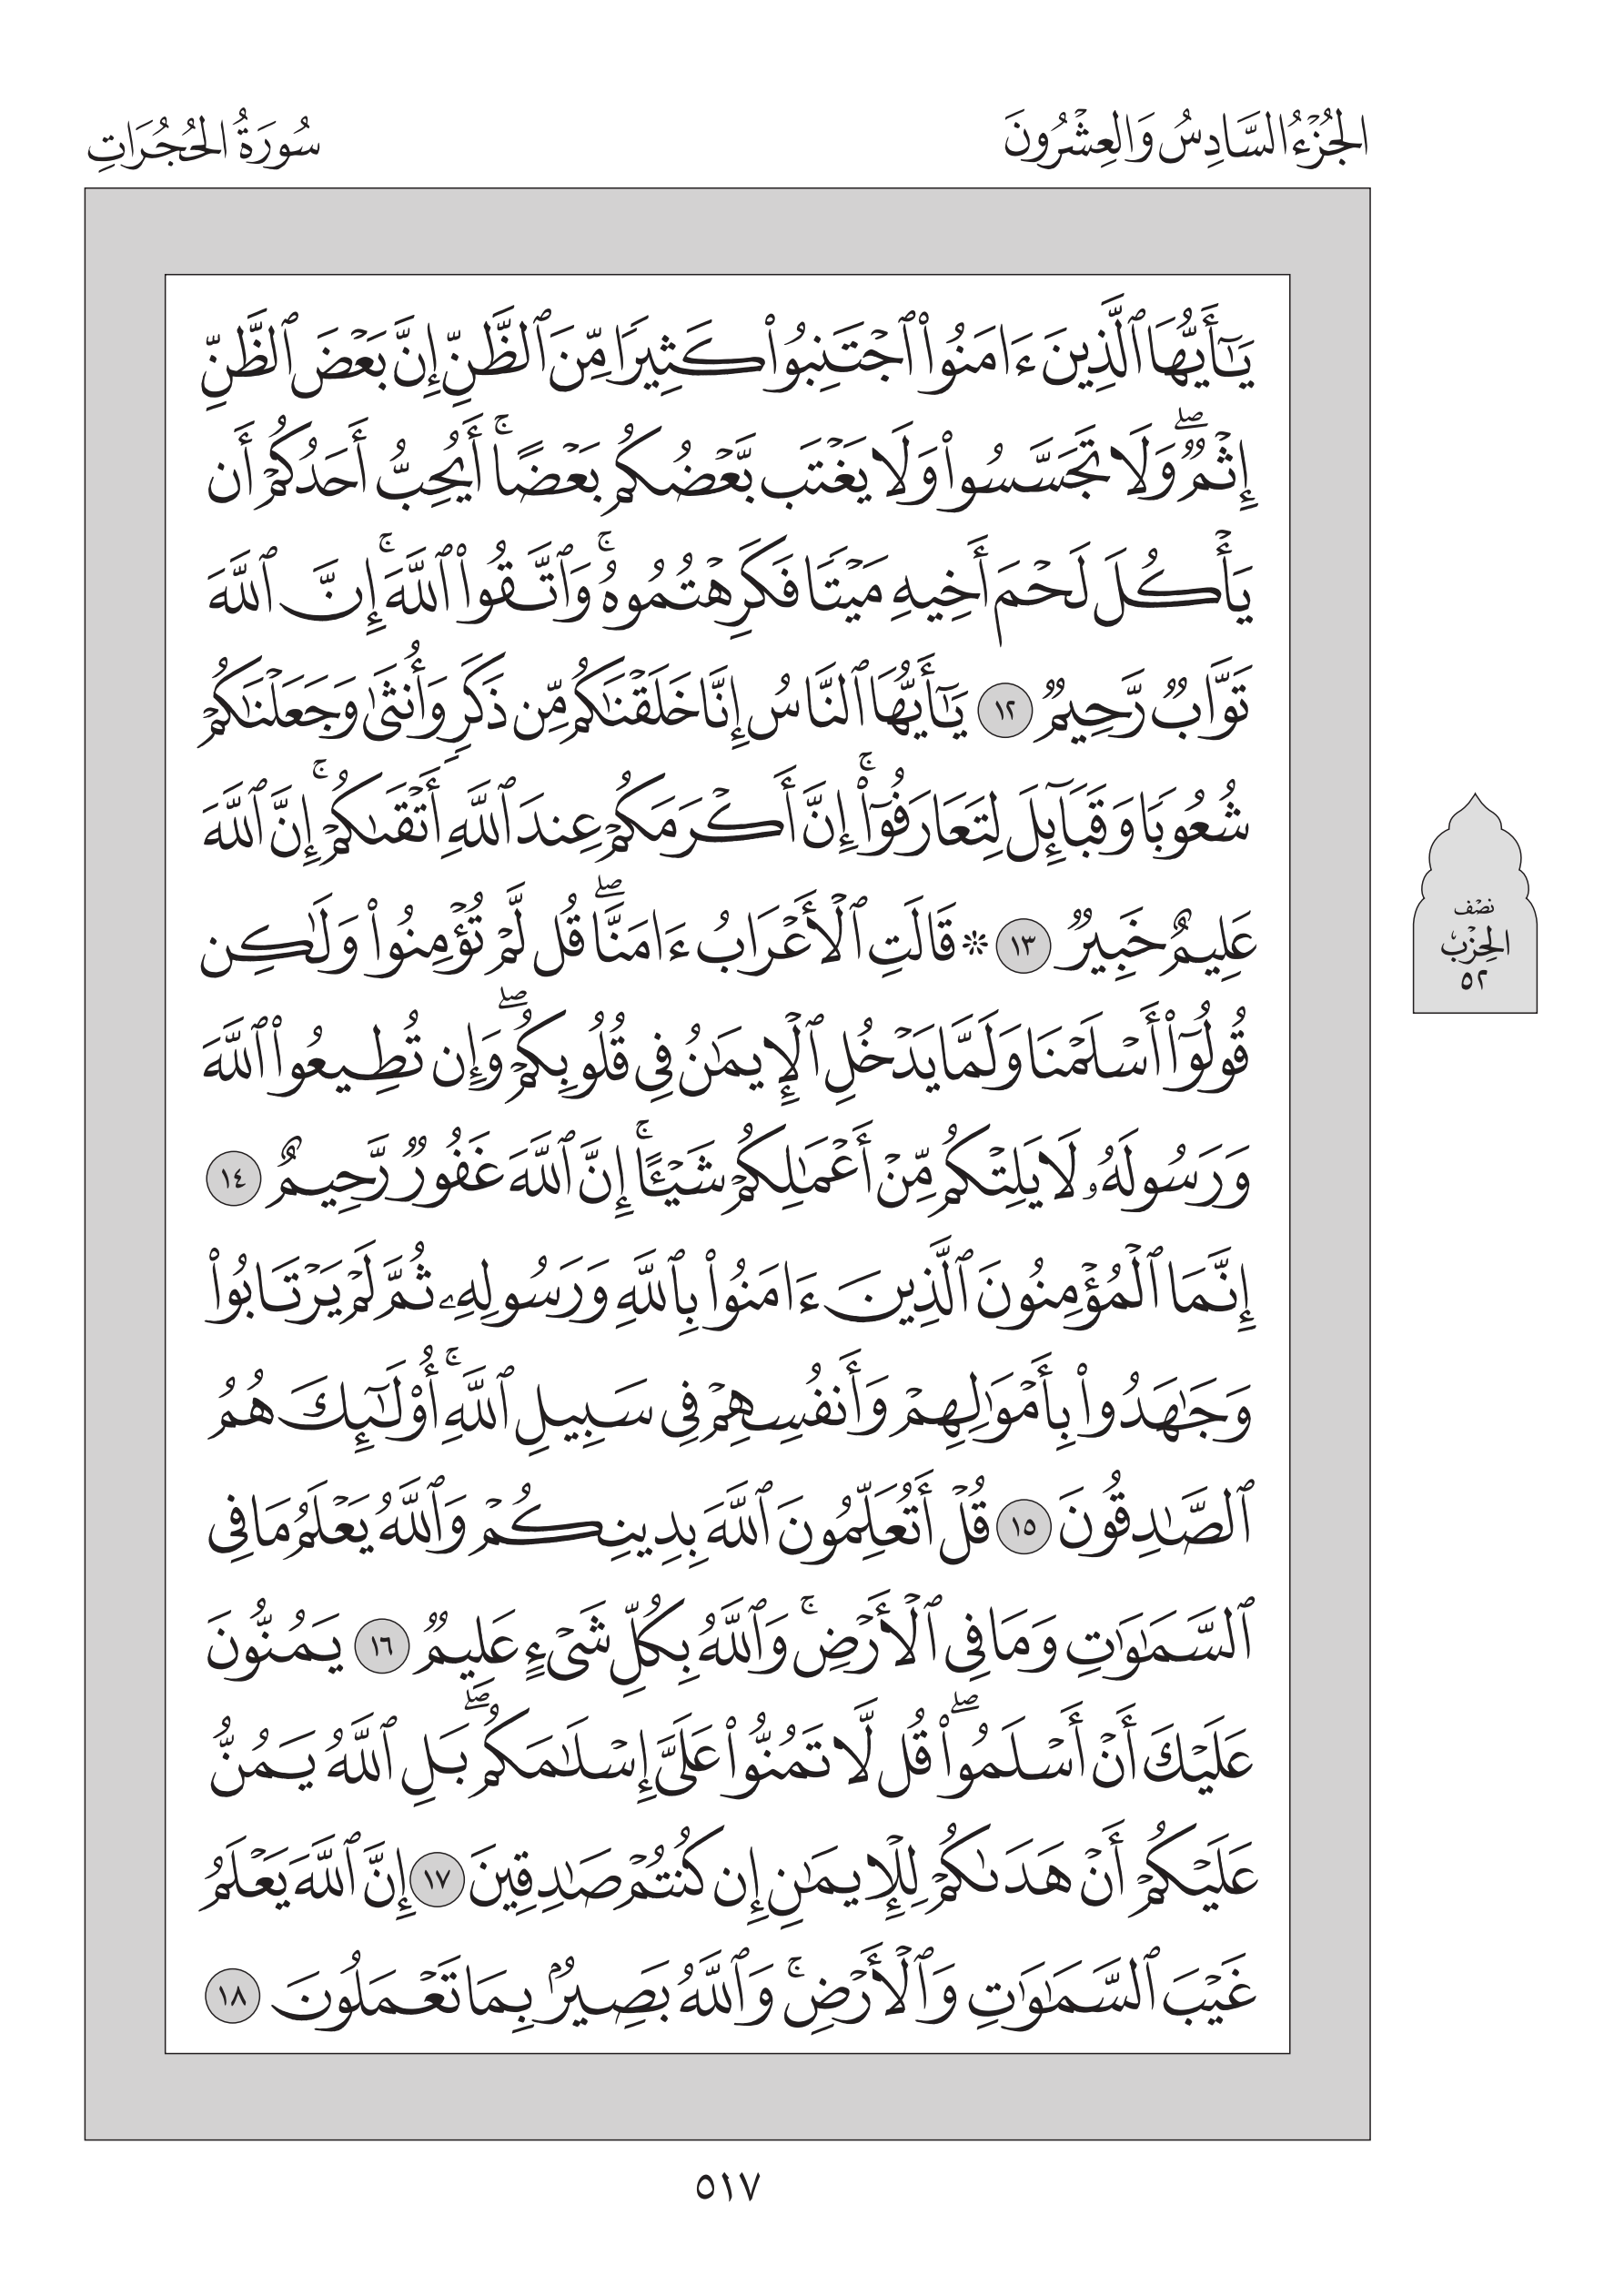 الجُزْءُ السَّادِسُ وَالعِشْرُونَ
سُورَةُ الحُجُرَاتِ
يَـٰٓأَيُّهَا ٱلَّذِينَ ءَامَنُوا۟ ٱجْتَنِبُوا۟ كَثِيرًا مِّنَ ٱلظَّنِّ إِنَّ بَعْضَ ٱلظَّنِّ
إِثْمٌ ۖ وَلَا تَجَسَّسُوا۟ وَلَا يَغْتَب بَّعْضُكُم بَعْضًا ۚ أَيُحِبُّ أَحَدُكُمْ أَن
يَأْكُلَ لَحْمَ أَخِيهِ مَيْتًا فَكَرِهْتُمُوهُ ۚ وَٱتَّقُوا۟ ٱللَّهَ ۚ إِنَّ ٱللَّهَ
تَوَّابٌ رَّحِيمٌ ١٢ يَـٰٓأَيُّهَا ٱلنَّاسُ إِنَّا خَلَقْنَـٰكُم مِّن ذَكَرٍ وَأُنثَىٰ وَجَعَلْنَـٰكُمْ
شُعُوبًا وَقَبَآئِلَ لِتَعَارَفُوٓا۟ ۚ إِنَّ أَكْرَمَكُمْ عِندَ ٱللَّهِ أَتْقَىٰكُمْ ۚ إِنَّ ٱللَّهَ
عَلِيمٌ خَبِيرٌ ١٣ ۞ قَالَتِ ٱلْأَعْرَابُ ءَامَنَّا ۖ قُل لَّمْ تُؤْمِنُوا۟ وَلَـٰكِن
قُولُوٓا۟ أَسْلَمْنَا وَلَمَّا يَدْخُلِ ٱلْإِيمَـٰنُ فِى قُلُوبِكُمْ ۖ وَإِن تُطِيعُوا۟ ٱللَّهَ
وَرَسُولَهُۥ لَا يَلِتْكُم مِّنْ أَعْمَـٰلِكُمْ شَيْـًٔا ۚ إِنَّ ٱللَّهَ غَفُورٌ رَّحِيمٌ ١٤
إِنَّمَا ٱلْمُؤْمِنُونَ ٱلَّذِينَ ءَامَنُوا۟ بِٱللَّهِ وَرَسُولِهِۦ ثُمَّ لَمْ يَرْتَابُوا۟
وَجَـٰهَدُوا۟ بِأَمْوَٰلِهِمْ وَأَنفُسِهِمْ فِى سَبِيلِ ٱللَّهِ ۚ أُو۟لَـٰٓئِكَ هُمُ
ٱلصَّـٰدِقُونَ ١٥ قُلْ أَتُعَلِّمُونَ ٱللَّهَ بِدِينِكُمْ وَٱللَّهُ يَعْلَمُ مَا فِى
ٱلسَّمَـٰوَٰتِ وَمَا فِى ٱلْأَرْضِ ۚ وَٱللَّهُ بِكُلِّ شَىْءٍ عَلِيمٌ ١٦ يَمُنُّونَ
عَلَيْكَ أَنْ أَسْلَمُوا۟ ۖ قُل لَّا تَمُنُّوا۟ عَلَىَّ إِسْلَـٰمَكُم ۖ بَلِ ٱللَّهُ يَمُنُّ
عَلَيْكُمْ أَنْ هَدَىٰكُمْ لِلْإِيمَـٰنِ إِن كُنتُمْ صَـٰدِقِينَ ١٧ إِنَّ ٱللَّهَ يَعْلَمُ
غَيْبَ ٱلسَّمَـٰوَٰتِ وَٱلْأَرْضِ ۚ وَٱللَّهُ بَصِيرٌۢ بِمَا تَعْمَلُونَ ١٨
نصْف
الحِزْب
٥٢
٥١٧